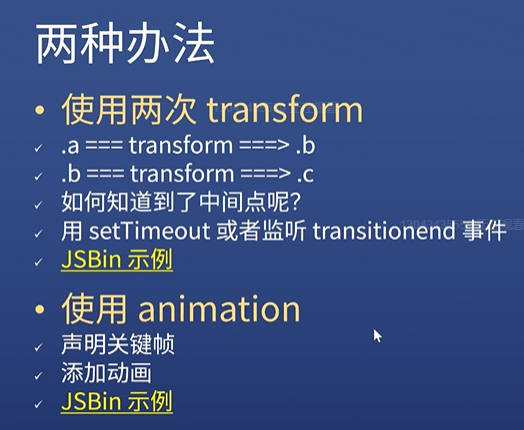 两种办法
• 使用两次 transform
✓ .a === transform ===> .b
✓ .b === transform ===> .c
✓ 如何知道到了中间点呢？
✓ 用 setTimeout 或者监听 transitionend 事件
✓ JSBin 示例
• 使用 animation
✓ 声明关键帧
✓ 添加动画
✓ JSBin 示例